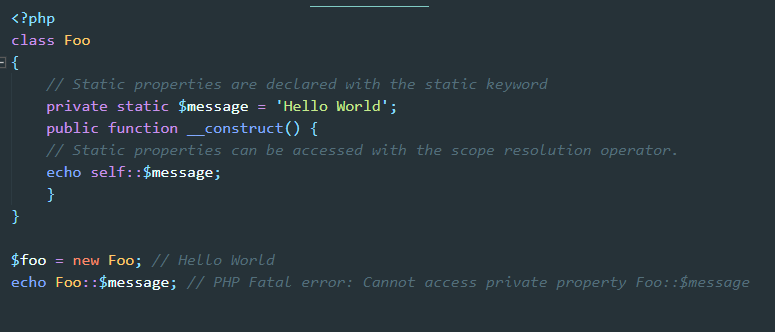 <?php
class Foo
{
// Static properties are declared with the static keyword
private static $message = 'Hello World';
public function __construct() {
// Static properties can be accessed with the scope resolution operator.
echo self::$message;
}
}
$foo = new Foo; // Hello World
echo Foo::$message; // PHP Fatal error: Cannot access private property Foo::$message